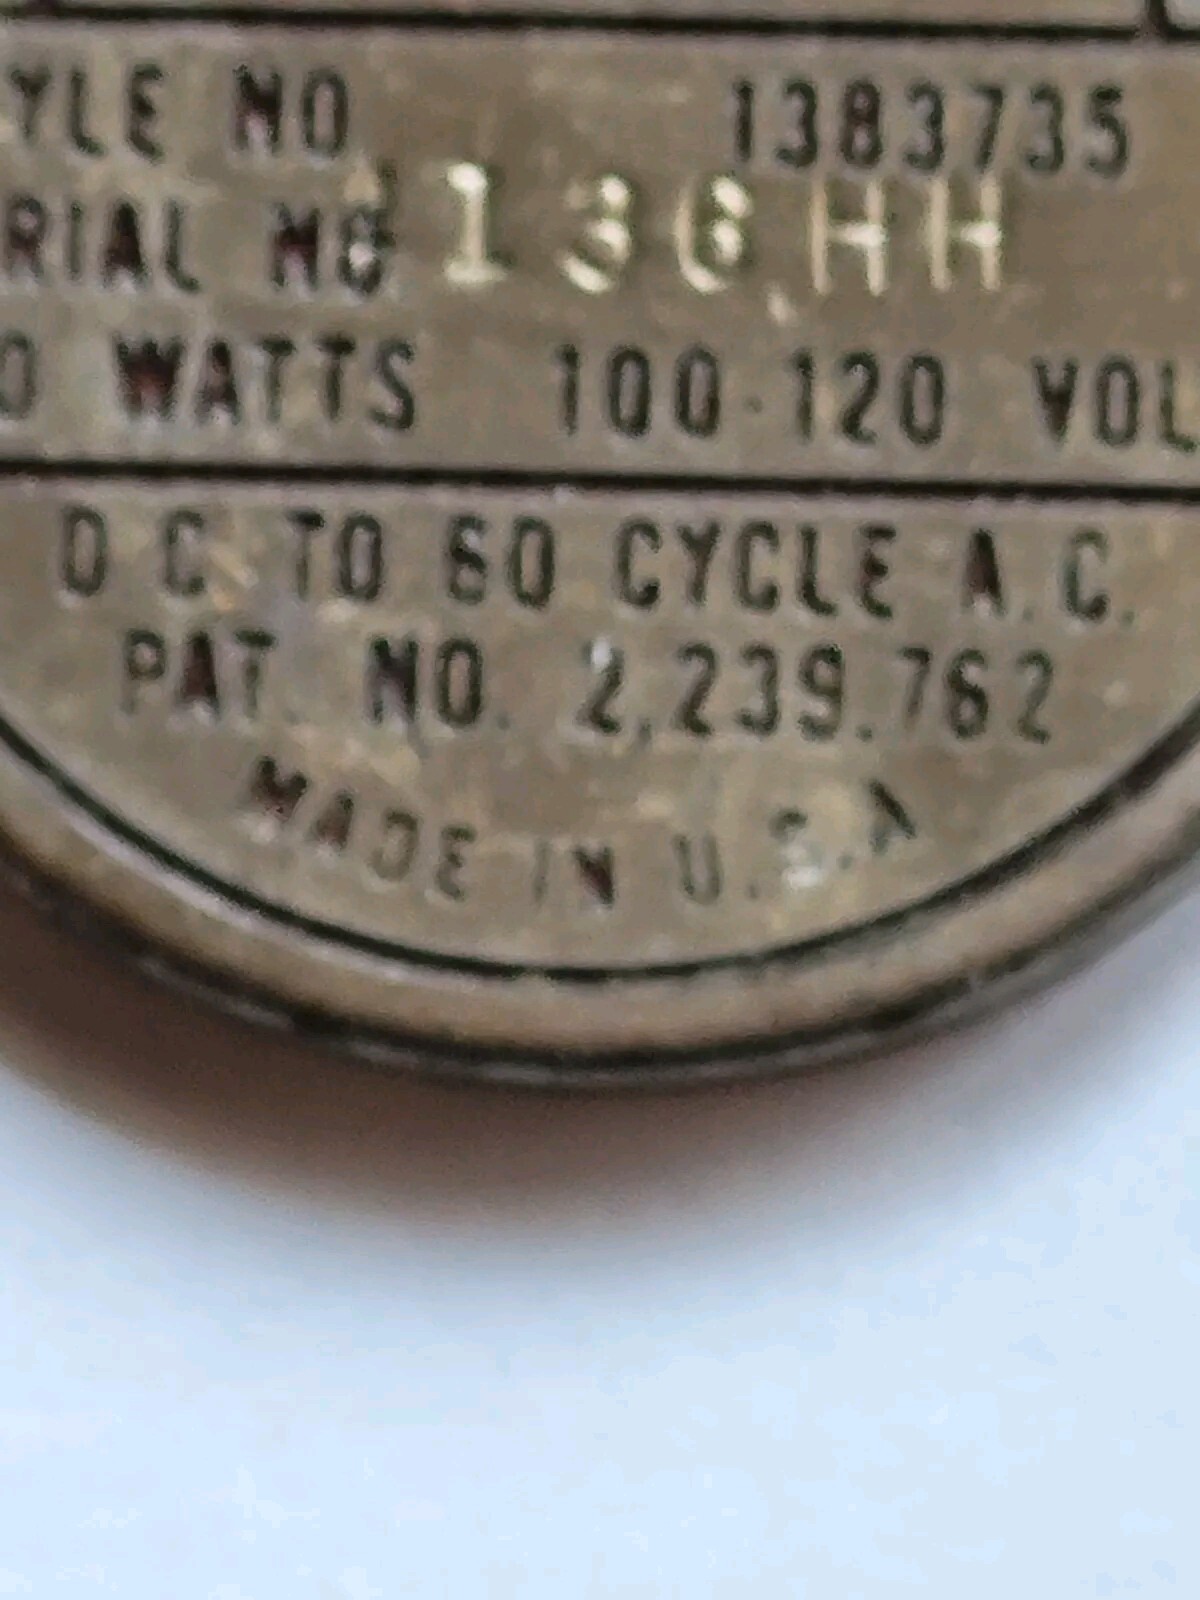 YLE NO 1383735
RIAL NO 136HH
0 WATTS 100-120 VOL
D C TO 60 CYCLE A.C.
PAT. NO. 2,239,762
MADE IN U.S.A